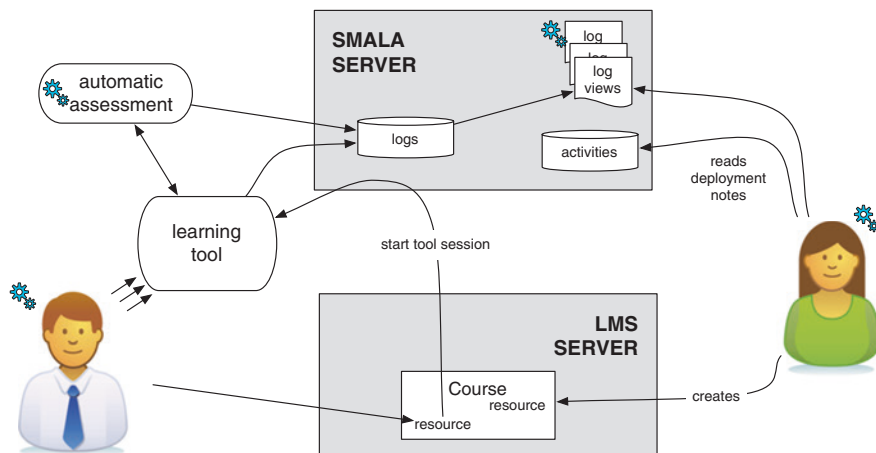 SMALA
SERVER
log
log
log
views
automatic
assessment
logs
activities
reads
deployment
notes
learning
tool
start tool session
LMS
SERVER
Course
resource
resource
creates